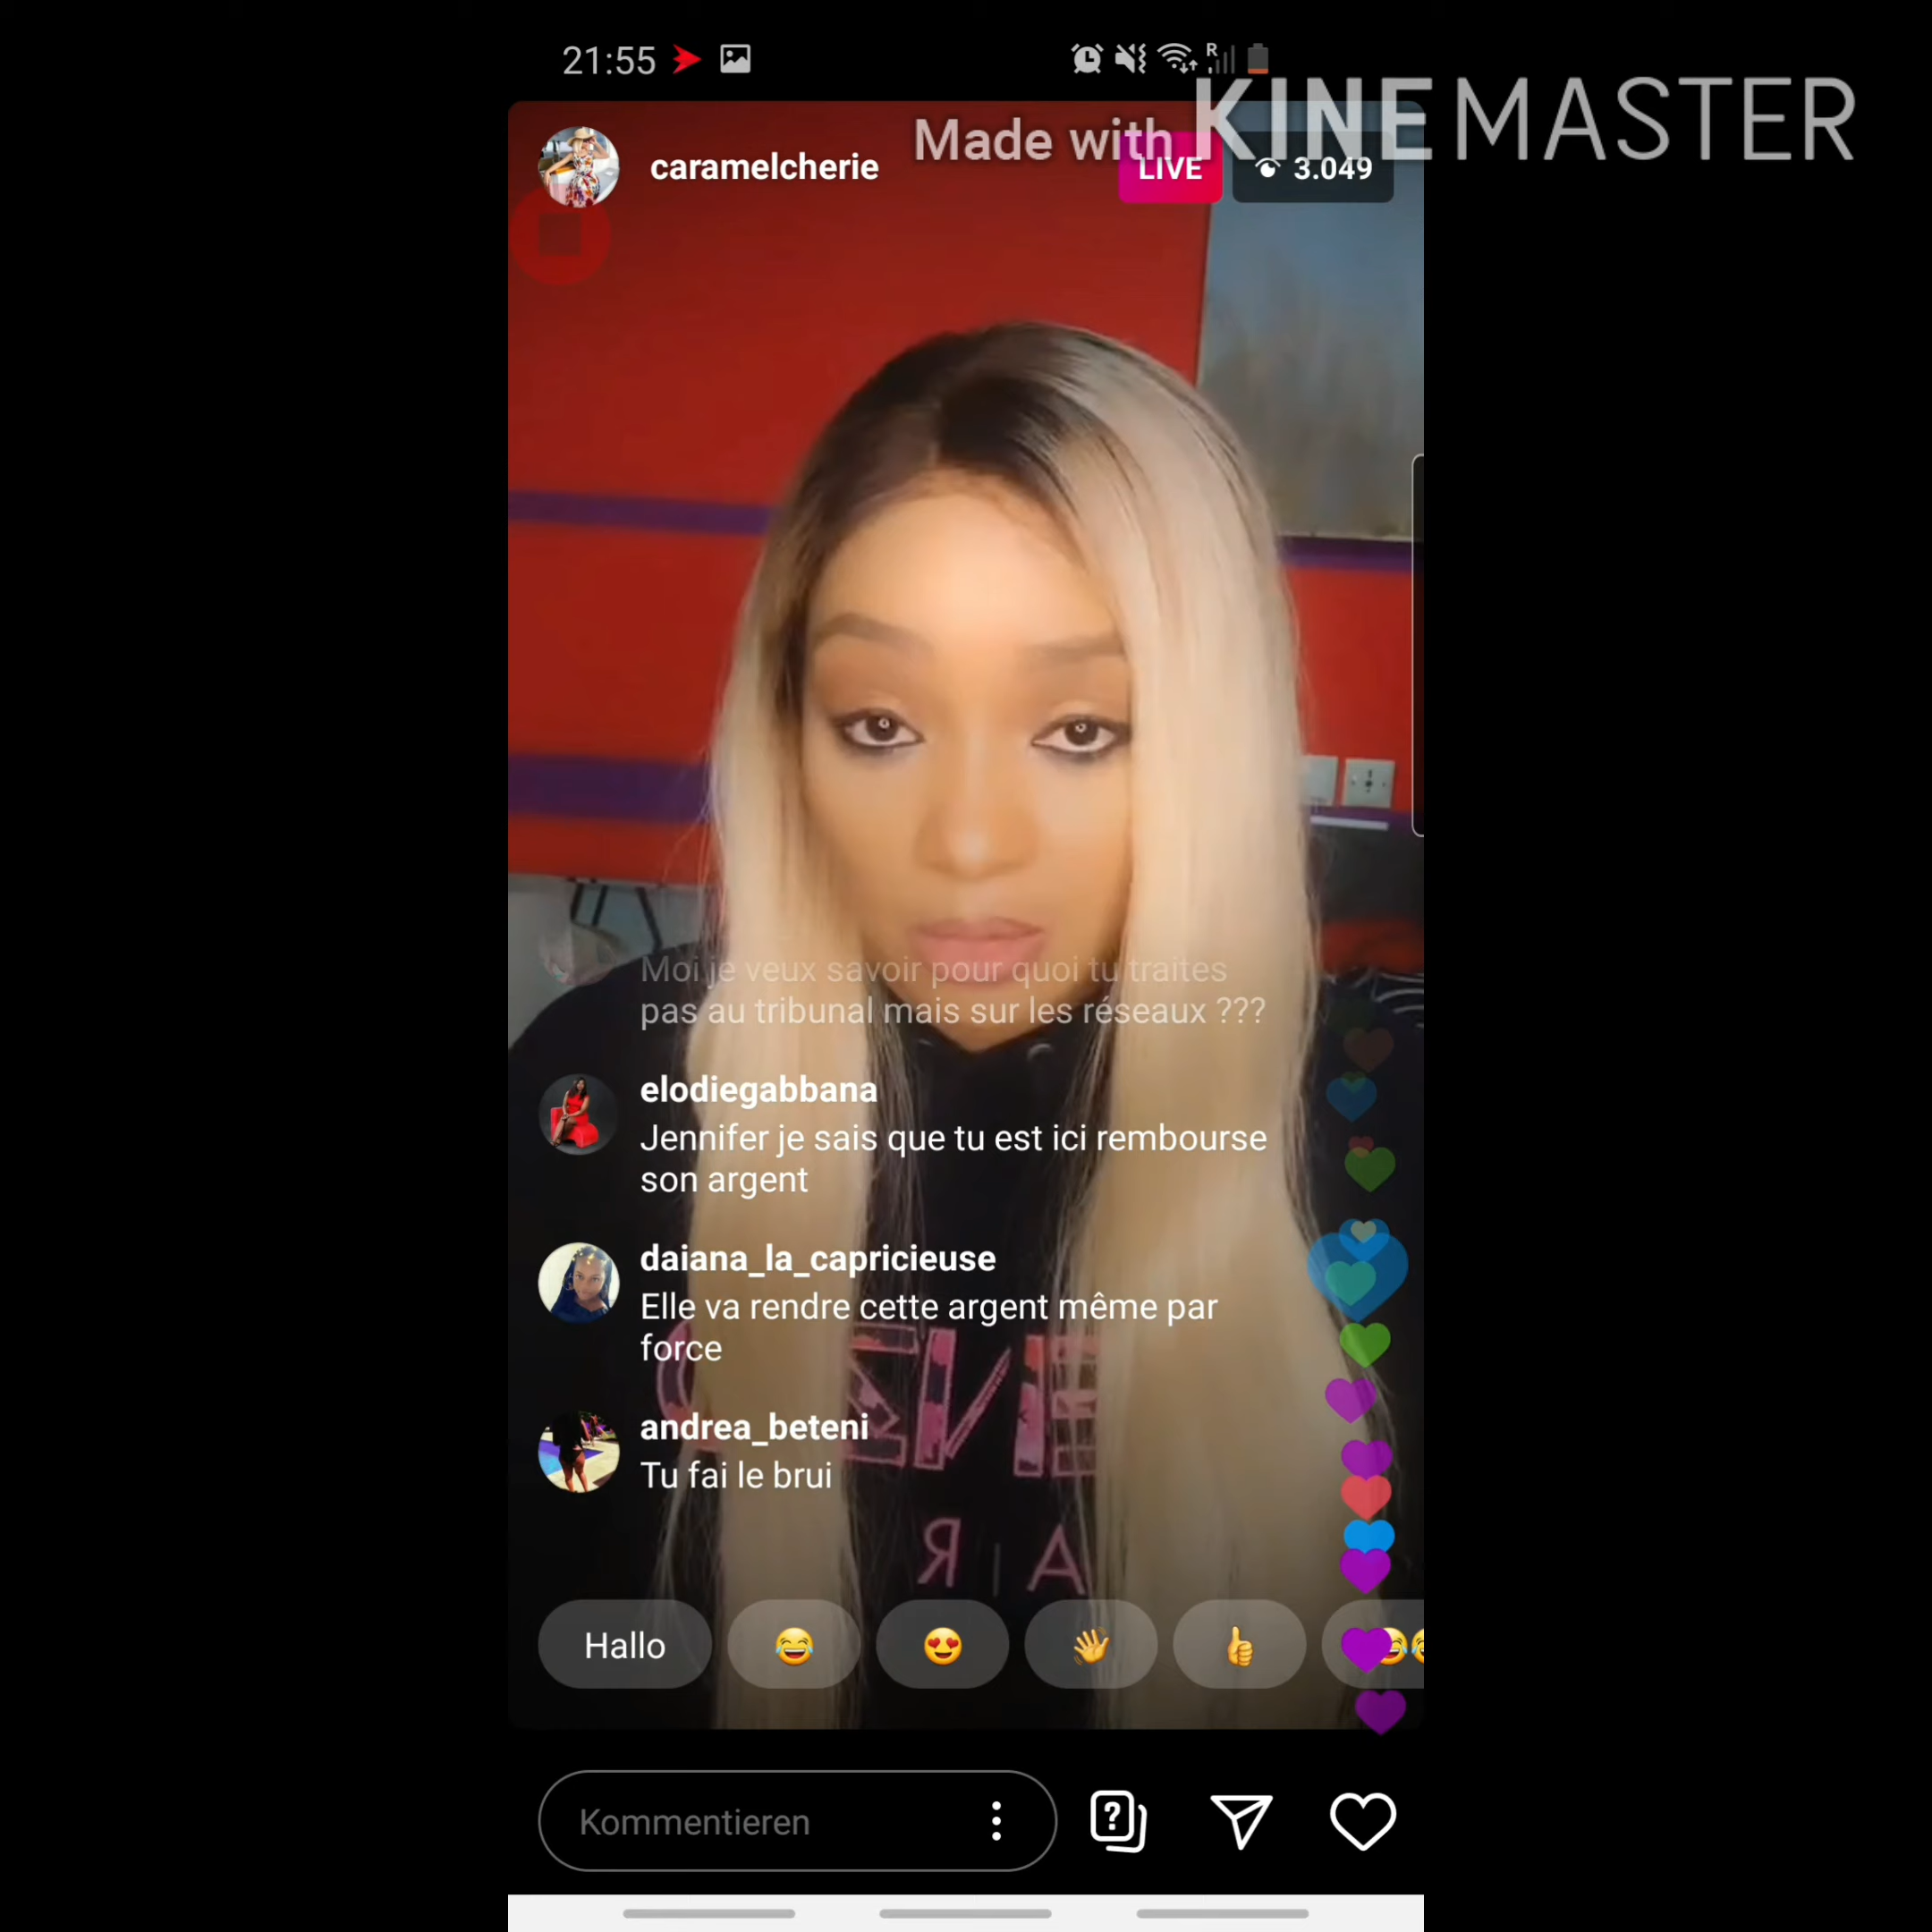 21:55
R
Made with KINEMASTER
caramelcherie
LIVE
3.049
Moi je veux savoir pour quoi tu traites
pas au tribunal mais sur les réseaux ???
elodiegabbana
Jennifer je sais que tu est ici rembourse
son argent
daiana_la_capricieuse
Elle va rendre cette argent même par
force
andrea_beteni
Tu fai le brui
A | R
Hallo
Kommentieren